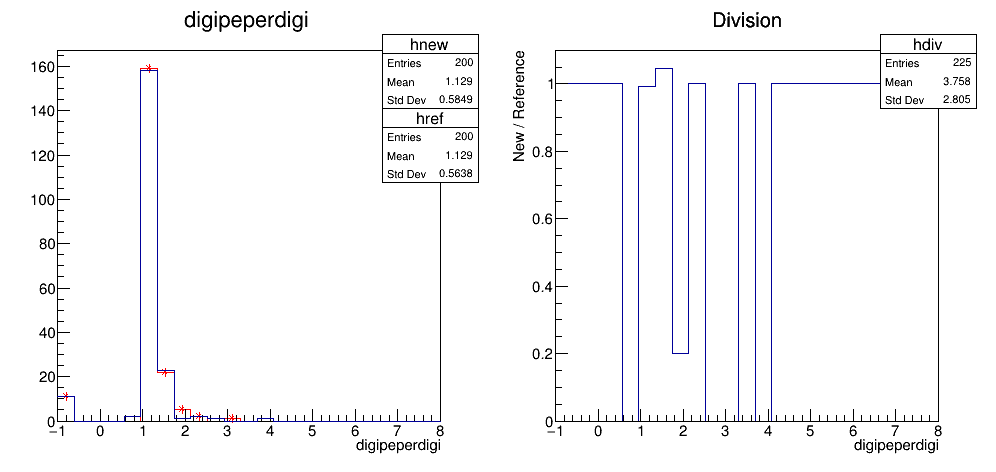 digipeperdigi
hnew
Entries 200
Mean 1.129
Std Dev 0.5849
href
Entries 200
Mean 1.129
Std Dev 0.5638
160
140
120
100
80
60
40
20
0
−1 0 1 2 3 4 5 6 7 8
digipeperdigi
Division
hdiv
Entries 225
Mean 3.758
Std Dev 2.805
New / Reference
1
0.8
0.6
0.4
0.2
0
−1 0 1 2 3 4 5 6 7 8
digipeperdigi